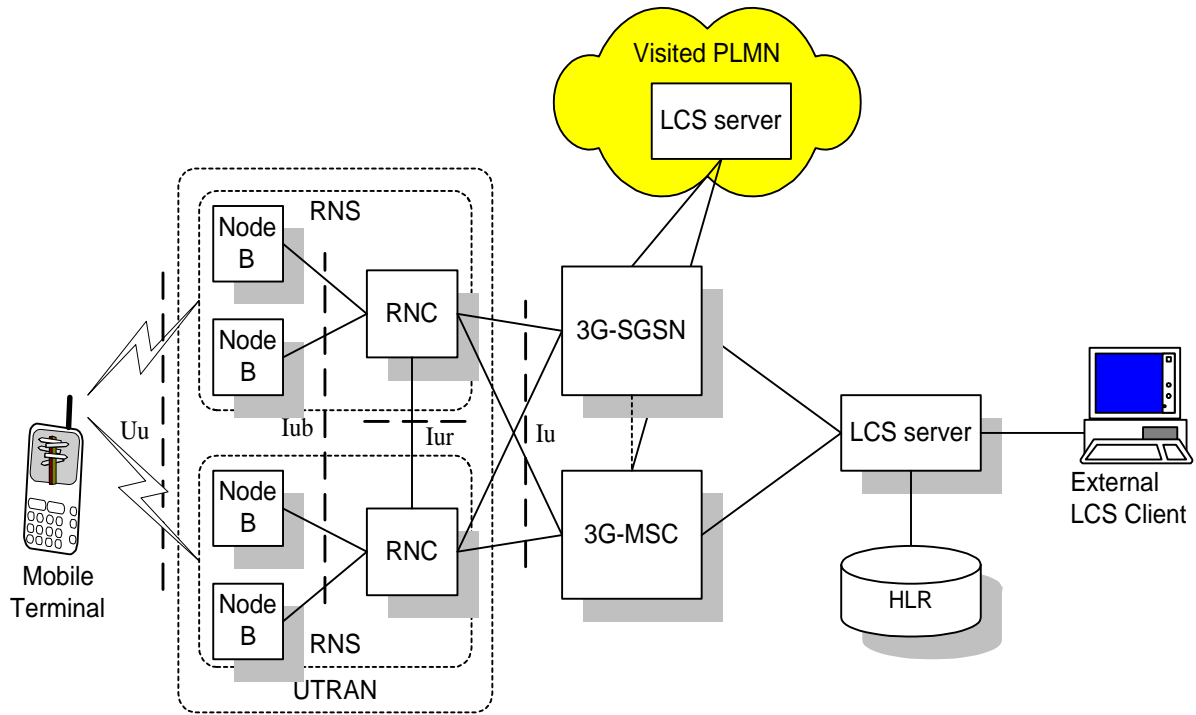 Visited PLMN
LCS server
RNS
Node
B
Node
B
RNC
3G-SGSN
Uu
Iub
Iur
Iu
LCS server
External
LCS Client
Node
B
Node
B
RNC
3G-MSC
HLR
Mobile
Terminal
RNS
UTRAN